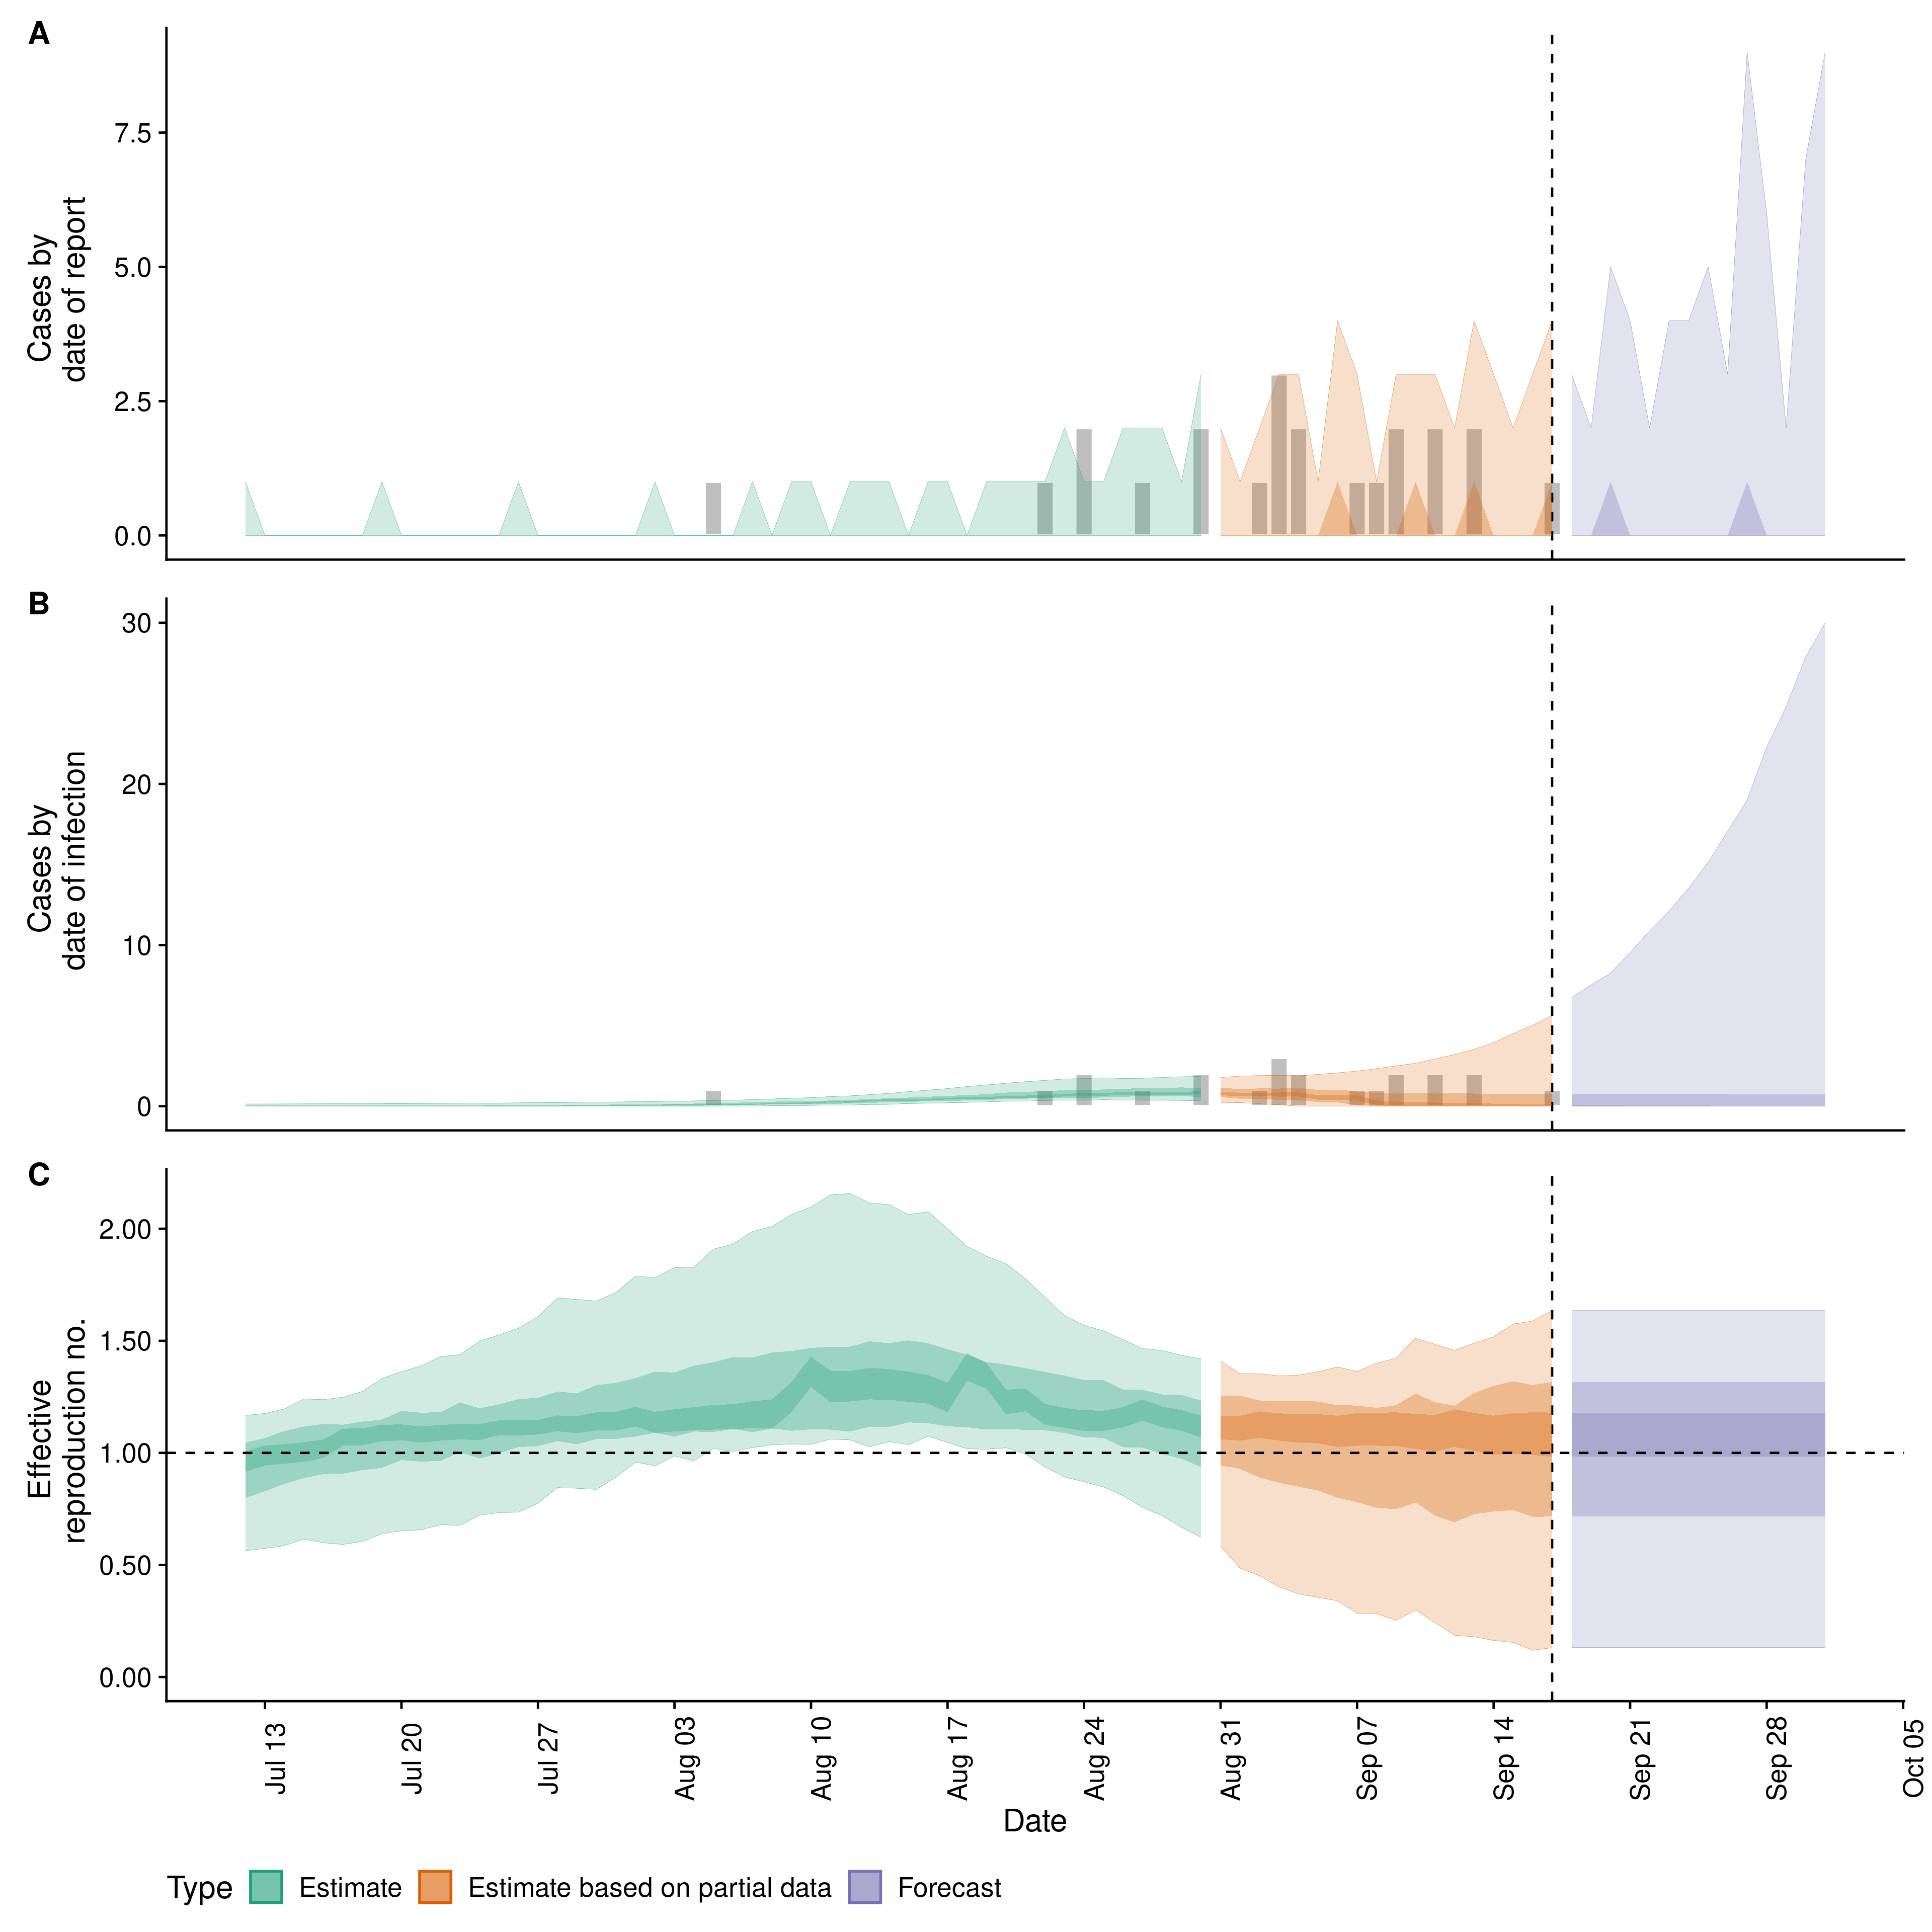 A
Cases by
date of report
7.5
5.0
2.5
0.0
B
Cases by
date of infection
30
20
10
0
C
Effective
reproduction no.
2.00
1.50
1.00
0.50
0.00
Jul 13
Jul 20
Jul 27
Aug 03
Aug 10
Aug 17
Aug 24
Aug 31
Sep 07
Sep 14
Sep 21
Sep 28
Oct 05
Date
Type Estimate Estimate based on partial data Forecast